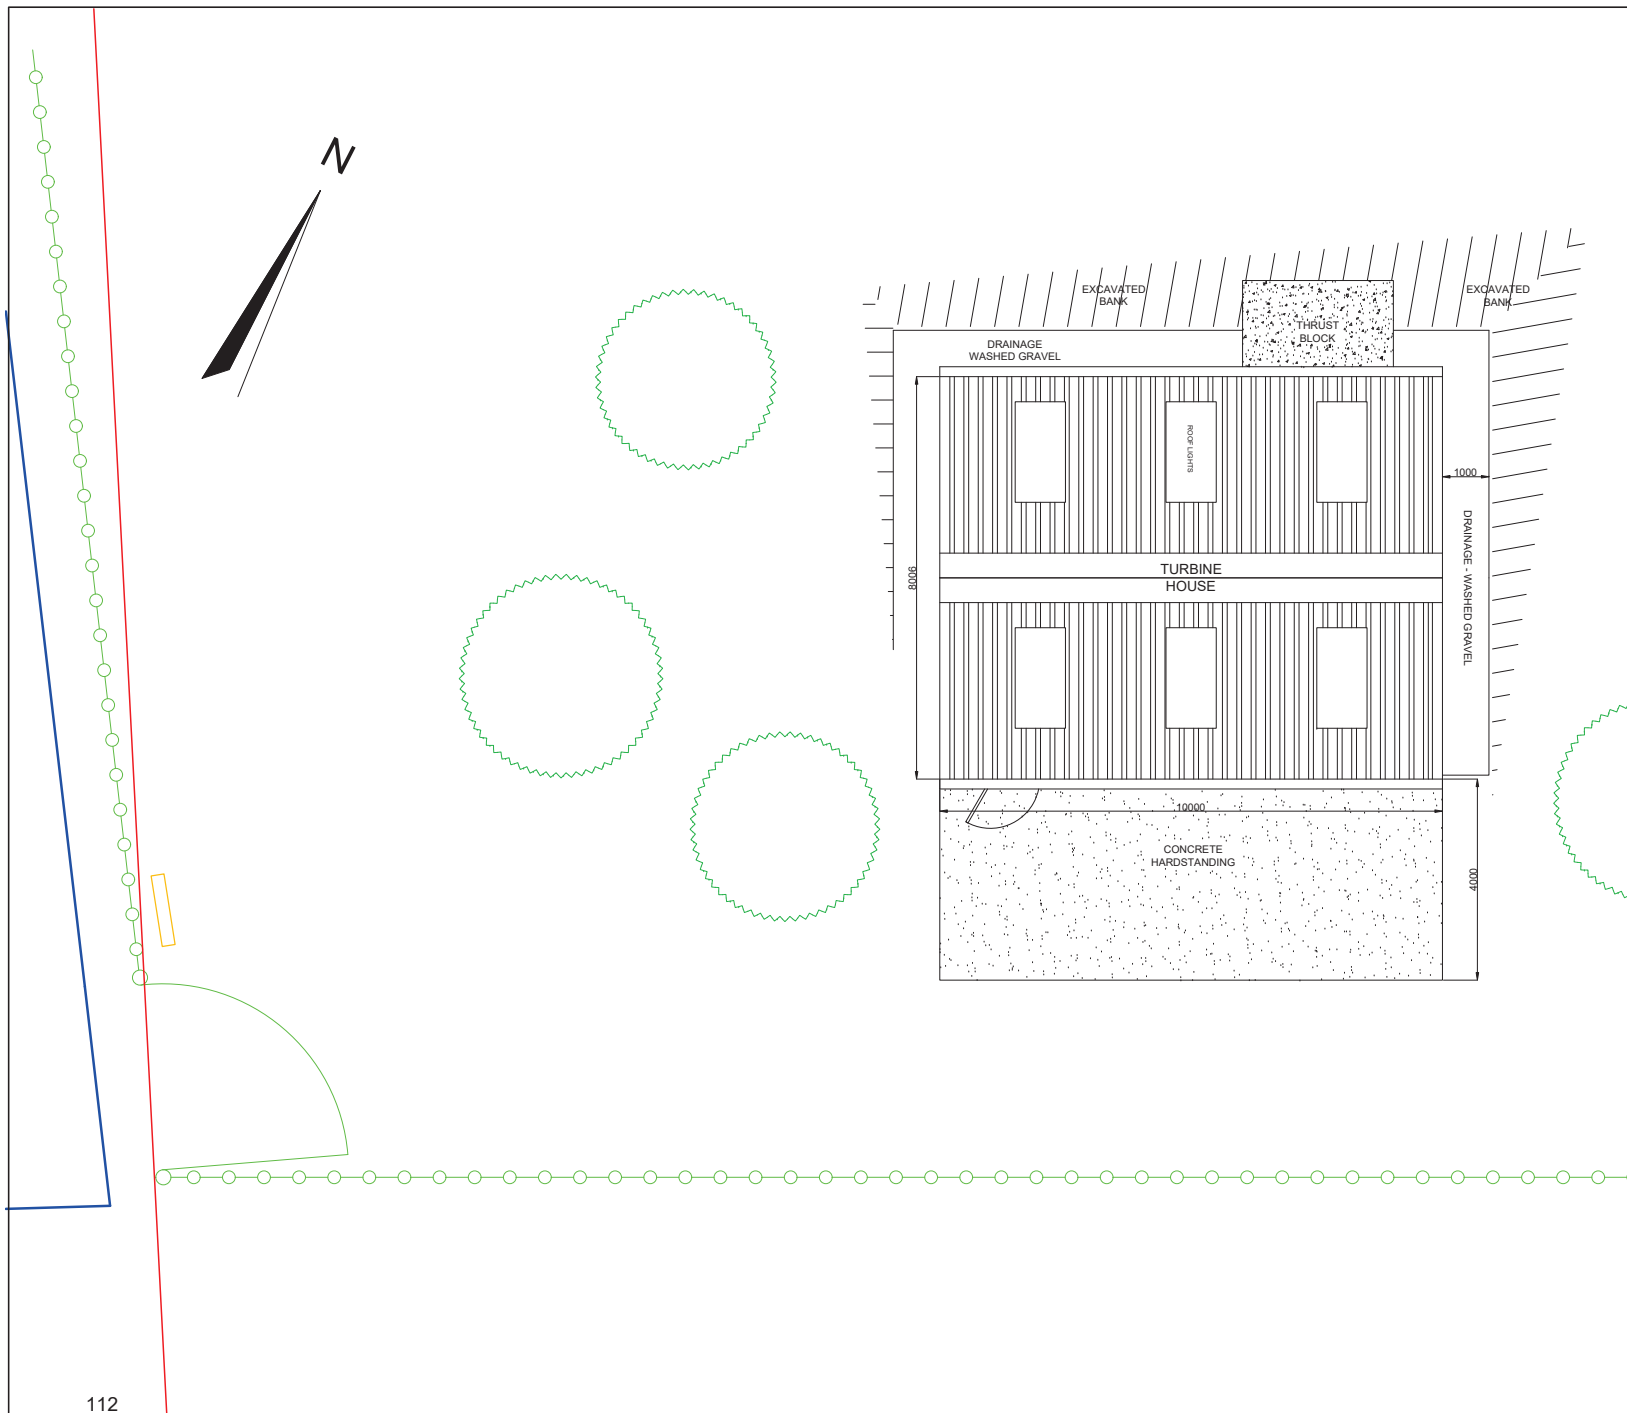 N
EXCAVATED
BANK
EXCAVATED
BANK
THRUST
BLOCK
DRAINAGE
WASHED GRAVEL
ROOF LIGHTS
1000
DRAINAGE - WASHED GRAVEL
8006
TURBINE
HOUSE
10000
CONCRETE
HARDSTANDING
4000
112